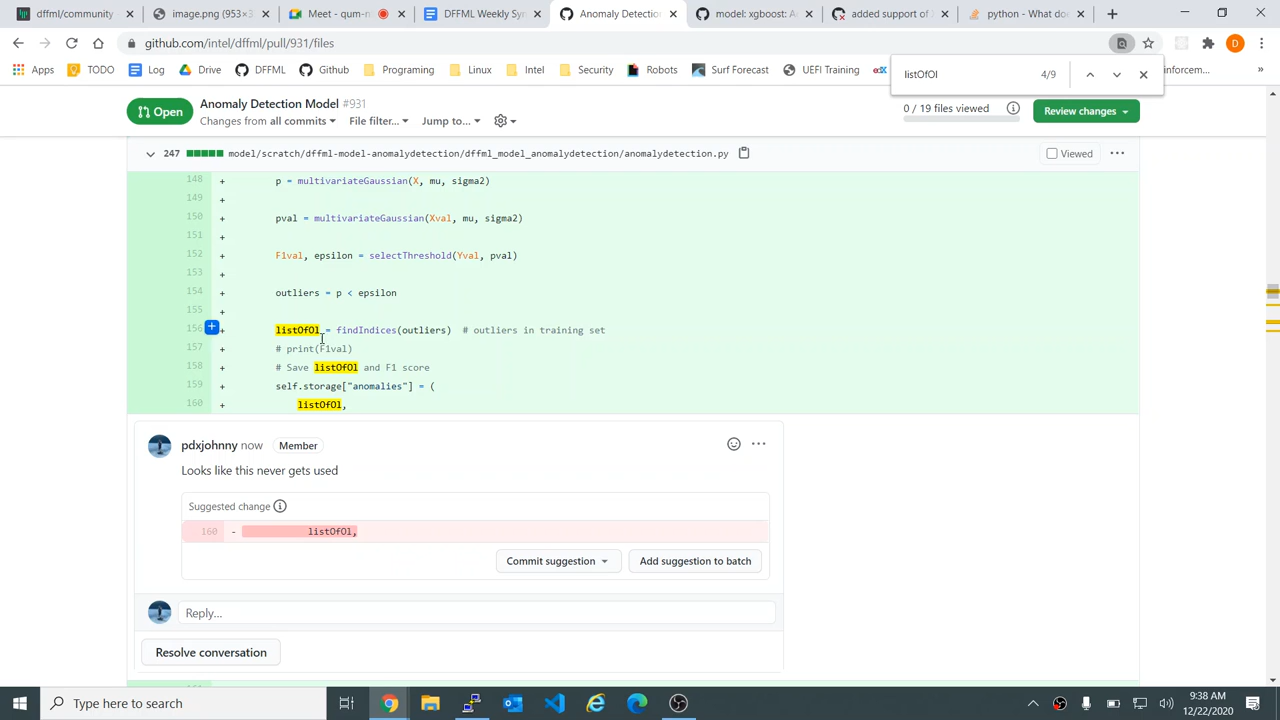 dffml/community ·
image.png (953×3
Meet - qum-m
DFFML Weekly Syn
Anomaly Detectio
model: xgboost: A
added support of X
python - What doe
github.com/intel/dffml/pull/931/files
Apps
TODO
Log
Drive
DFFML
Github
Programing
Linux
Intel
Security
Robots
Surf Forecast
UEFI Training
inforcem...
»
listOfOl
4/9
Open
Anomaly Detection Model #931
Changes from all commits
File filter...
Jump to...
0 / 19 files viewed
Review changes
247 model/scratch/dffml-model-anomalydetection/dffml_model_anomalydetection/anomalydetection.py
Viewed
148 + p = multivariateGaussian(X, mu, sigma2)
149 +
150 + pval = multivariateGaussian(Xval, mu, sigma2)
151 +
152 + F1val, epsilon = selectThreshold(Yval, pval)
153 +
154 + outliers = p < epsilon
155 +
156 + listOfOl = findIndices(outliers)  # outliers in training set
157 + # print(F1val)
158 + # Save listOfOl and F1 score
159 + self.storage["anomalies"] = (
160 + listOfOl,
pdxjohnny now Member
Looks like this never gets used
Suggested change
160 - listOfOl,
Commit suggestion
Add suggestion to batch
Reply...
Resolve conversation
Type here to search
9:38 AM
12/22/2020